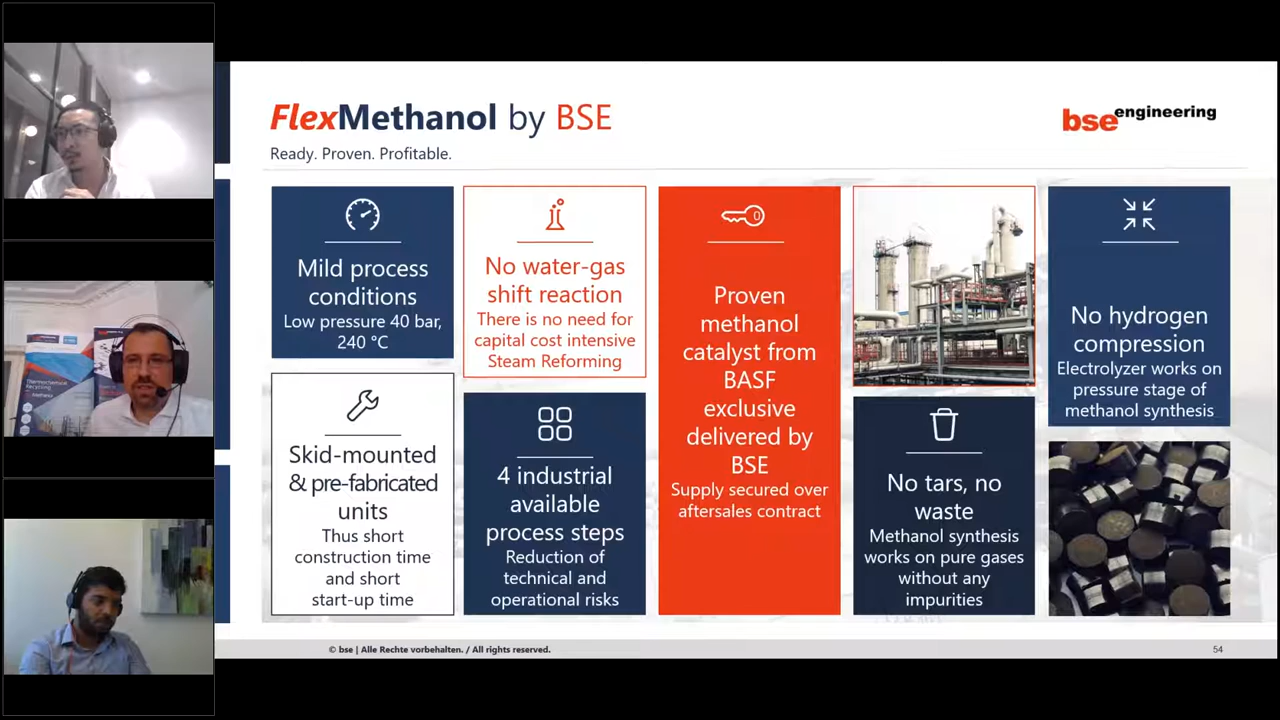 FlexMethanol by BSE
Ready. Proven. Profitable.
bse engineering
Mild process
conditions
Low pressure 40 bar,
240 °C
Skid-mounted
& pre-fabricated
units
Thus short
construction time
and short
start-up time
No water-gas
shift reaction
There is no need for
capital cost intensive
Steam Reforming
4 industrial
available
process steps
Reduction of
technical and
operational risks
Proven
methanol
catalyst from
BASF
exclusive
delivered by
BSE
Supply secured over
aftersales contract
No tars, no
waste
Methanol synthesis
works on pure gases
without any
impurities
No hydrogen
compression
Electrolyzer works on
pressure stage of
methanol synthesis
© bse | Alle Rechte vorbehalten. / All rights reserved.
54